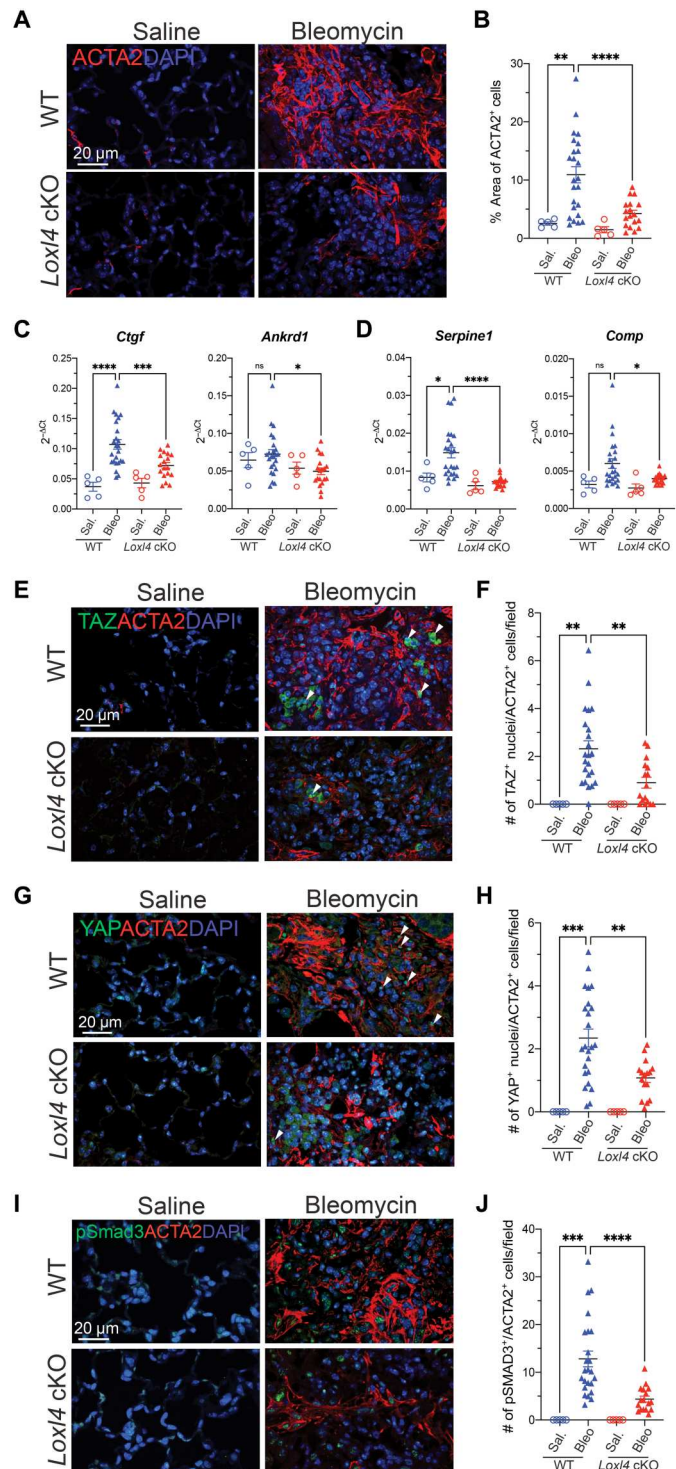 A
Saline
Bleomycin
ACTA2DAPI
WT
20 μm
Loxl4 cKO
B
** ****
% Area of ACTA2+ cells
30
20
10
0
Sal. Bleo Sal. Bleo
WT Loxl4 cKO
C
Ctgf
**** ***
2−ΔCt
0.25
0.20
0.15
0.10
0.05
0.00
Sal. Bleo Sal. Bleo
WT Loxl4 cKO
Ankrd1
ns *
2−ΔCt
0.20
0.15
0.10
0.05
0.00
Sal. Bleo Sal. Bleo
WT Loxl4 cKO
D
Serpine1
* ****
2−ΔCt
0.04
0.03
0.02
0.01
0.00
Sal. Bleo Sal. Bleo
WT Loxl4 cKO
Comp
ns *
2−ΔCt
0.020
0.015
0.010
0.005
0.000
Sal. Bleo Sal. Bleo
WT Loxl4 cKO
E
Saline
Bleomycin
TAZACTA2DAPI
WT
20 μm
Loxl4 cKO
F
** **
# of TAZ+ nuclei/ACTA2+ cells/field
8
6
4
2
0
Sal. Bleo Sal. Bleo
WT Loxl4 cKO
G
Saline
Bleomycin
YAPACTA2DAPI
WT
20 μm
Loxl4 cKO
H
*** **
# of YAP+ nuclei/ACTA2+ cells/field
6
4
2
0
Sal. Bleo Sal. Bleo
WT Loxl4 cKO
I
Saline
Bleomycin
pSmad3ACTA2DAPI
WT
20 μm
Loxl4 cKO
J
*** ****
# of pSMAD3+/ACTA2+ cells/field
40
30
20
10
0
Sal. Bleo Sal. Bleo
WT Loxl4 cKO